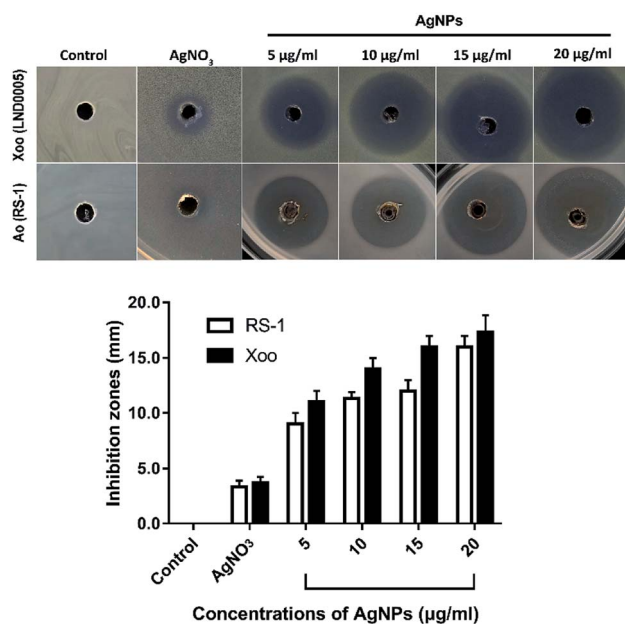 AgNPs
Control
AgNO3
5 µg/ml
10 µg/ml
15 µg/ml
20 µg/ml
Xoo (LND0005)
Ao (RS-1)
20.0
15.0
10.0
5.0
0.0
Inhibition zones (mm)
RS-1
Xoo
Control
AgNO3
5
10
15
20
Concentrations of AgNPs (µg/ml)